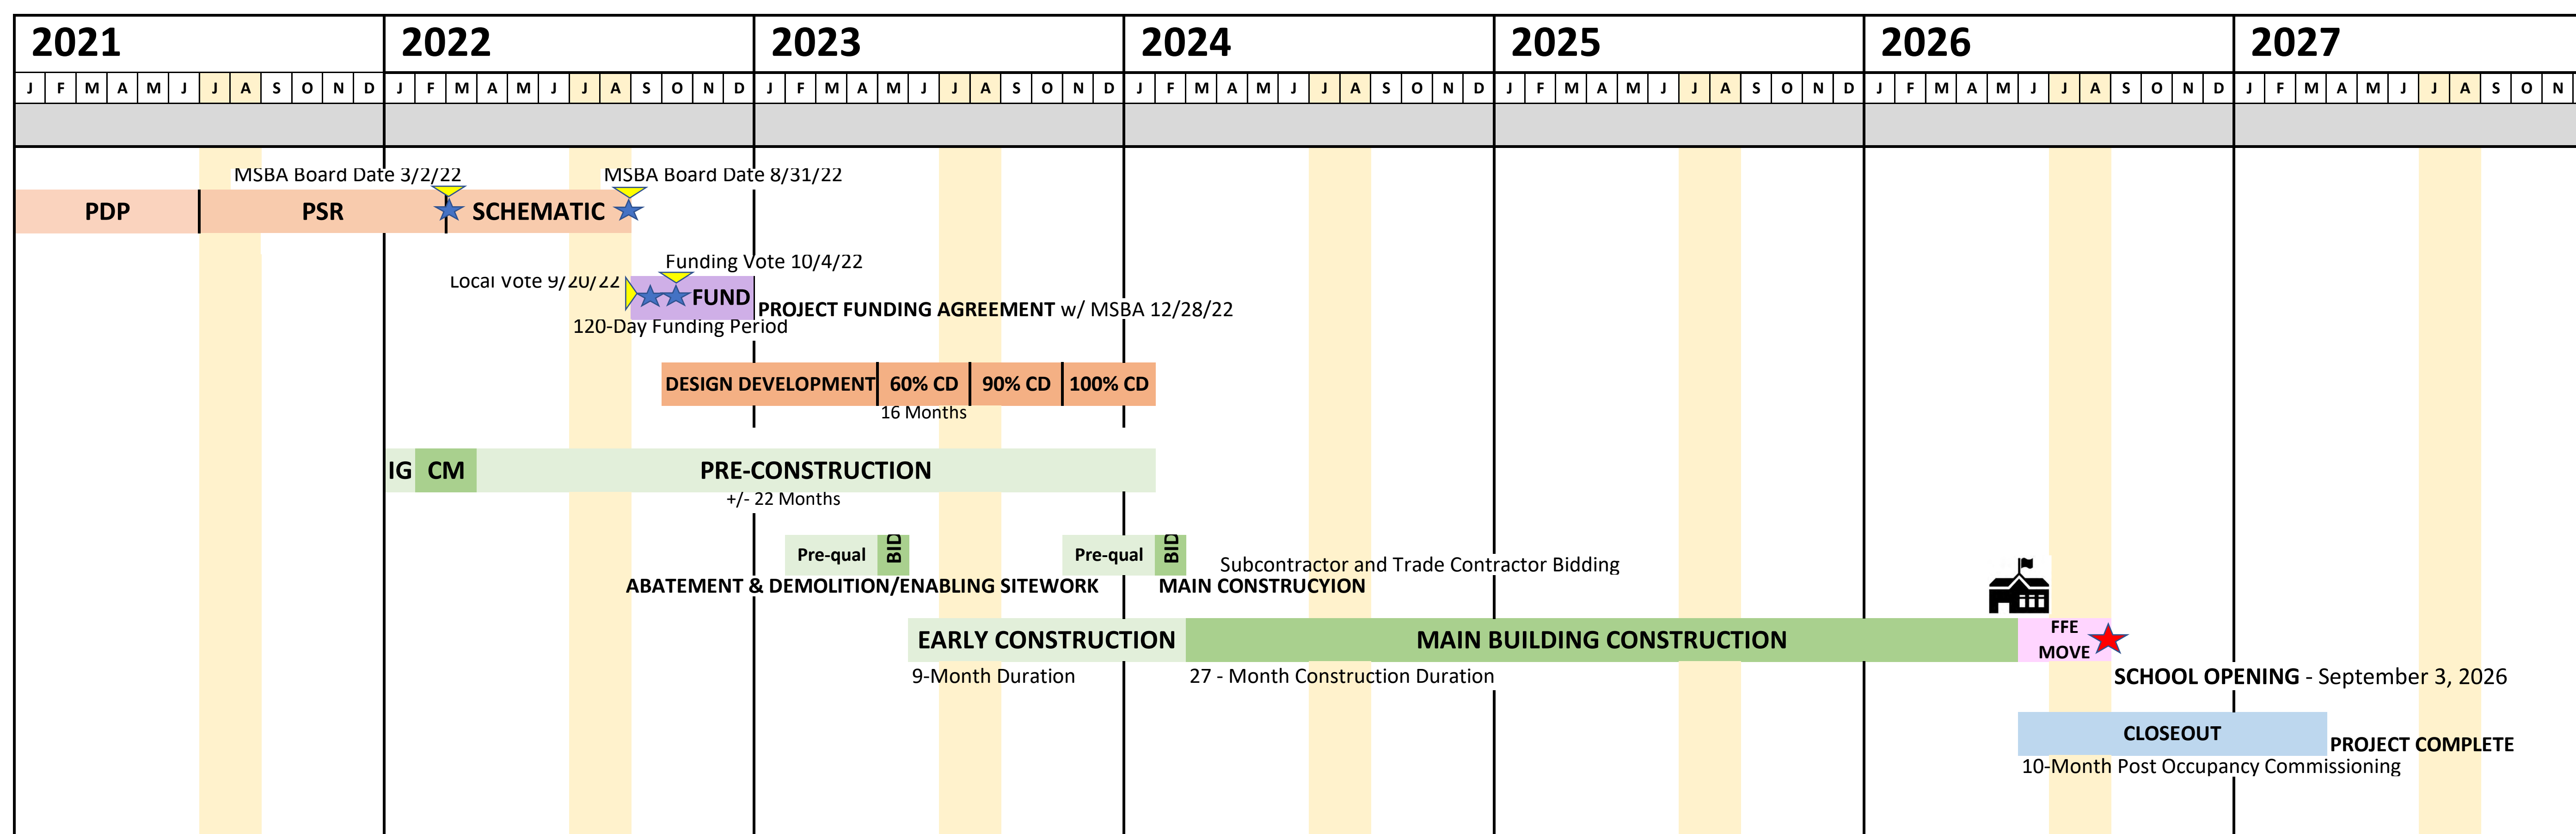 2021 2022 2023 2024 2025 2026 2027
J F M A M J J A S O N D J F M A M J J A S O N D J F M A M J J A S O N D J F M A M J J A S O N D J F M A M J J A S O N D J F M A M J J A S O N D J F M A M J J A S O N
MSBA Board Date 3/2/22 MSBA Board Date 8/31/22
PDP PSR SCHEMATIC
Funding Vote 10/4/22
Local Vote 9/20/22
FUND
PROJECT FUNDING AGREEMENT w/ MSBA 12/28/22
120-Day Funding Period
DESIGN DEVELOPMENT 60% CD 90% CD 100% CD
16 Months
IG CM PRE-CONSTRUCTION
+/- 22 Months
Pre-qual BID Pre-qual BID
Subcontractor and Trade Contractor Bidding
ABATEMENT & DEMOLITION/ENABLING SITEWORK MAIN CONSTRUCYION
EARLY CONSTRUCTION MAIN BUILDING CONSTRUCTION FFE
MOVE
9-Month Duration 27 - Month Construction Duration SCHOOL OPENING - September 3, 2026
CLOSEOUT
PROJECT COMPLETE
10-Month Post Occupancy Commissioning